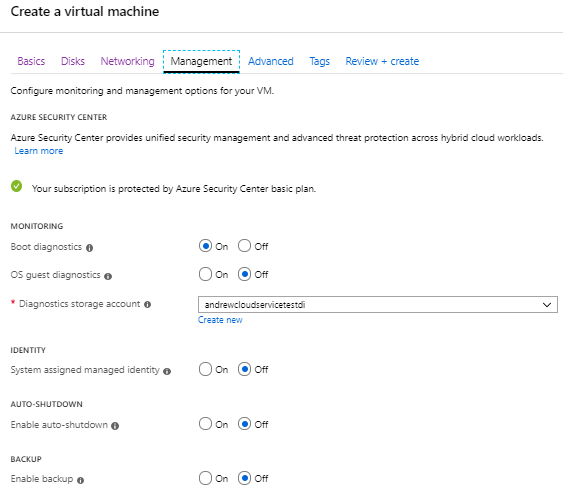 Create a virtual machine
Basics Disks Networking Management Advanced Tags Review + create
Configure monitoring and management options for your VM.
AZURE SECURITY CENTER
Azure Security Center provides unified security management and advanced threat protection across hybrid cloud workloads.
Learn more
Your subscription is protected by Azure Security Center basic plan.
MONITORING
Boot diagnostics On Off
OS guest diagnostics On Off
* Diagnostics storage account andrewcloudservicetestdi
Create new
IDENTITY
System assigned managed identity On Off
AUTO-SHUTDOWN
Enable auto-shutdown On Off
BACKUP
Enable backup On Off